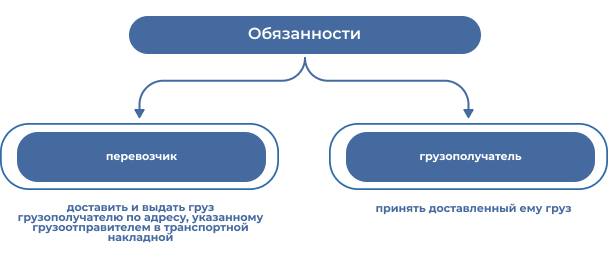 Обязанности
перевозчик
грузополучатель
доставить и выдать груз
грузополучателю по адресу, указанному
грузоотправителем в транспортной
накладной
принять доставленный ему груз